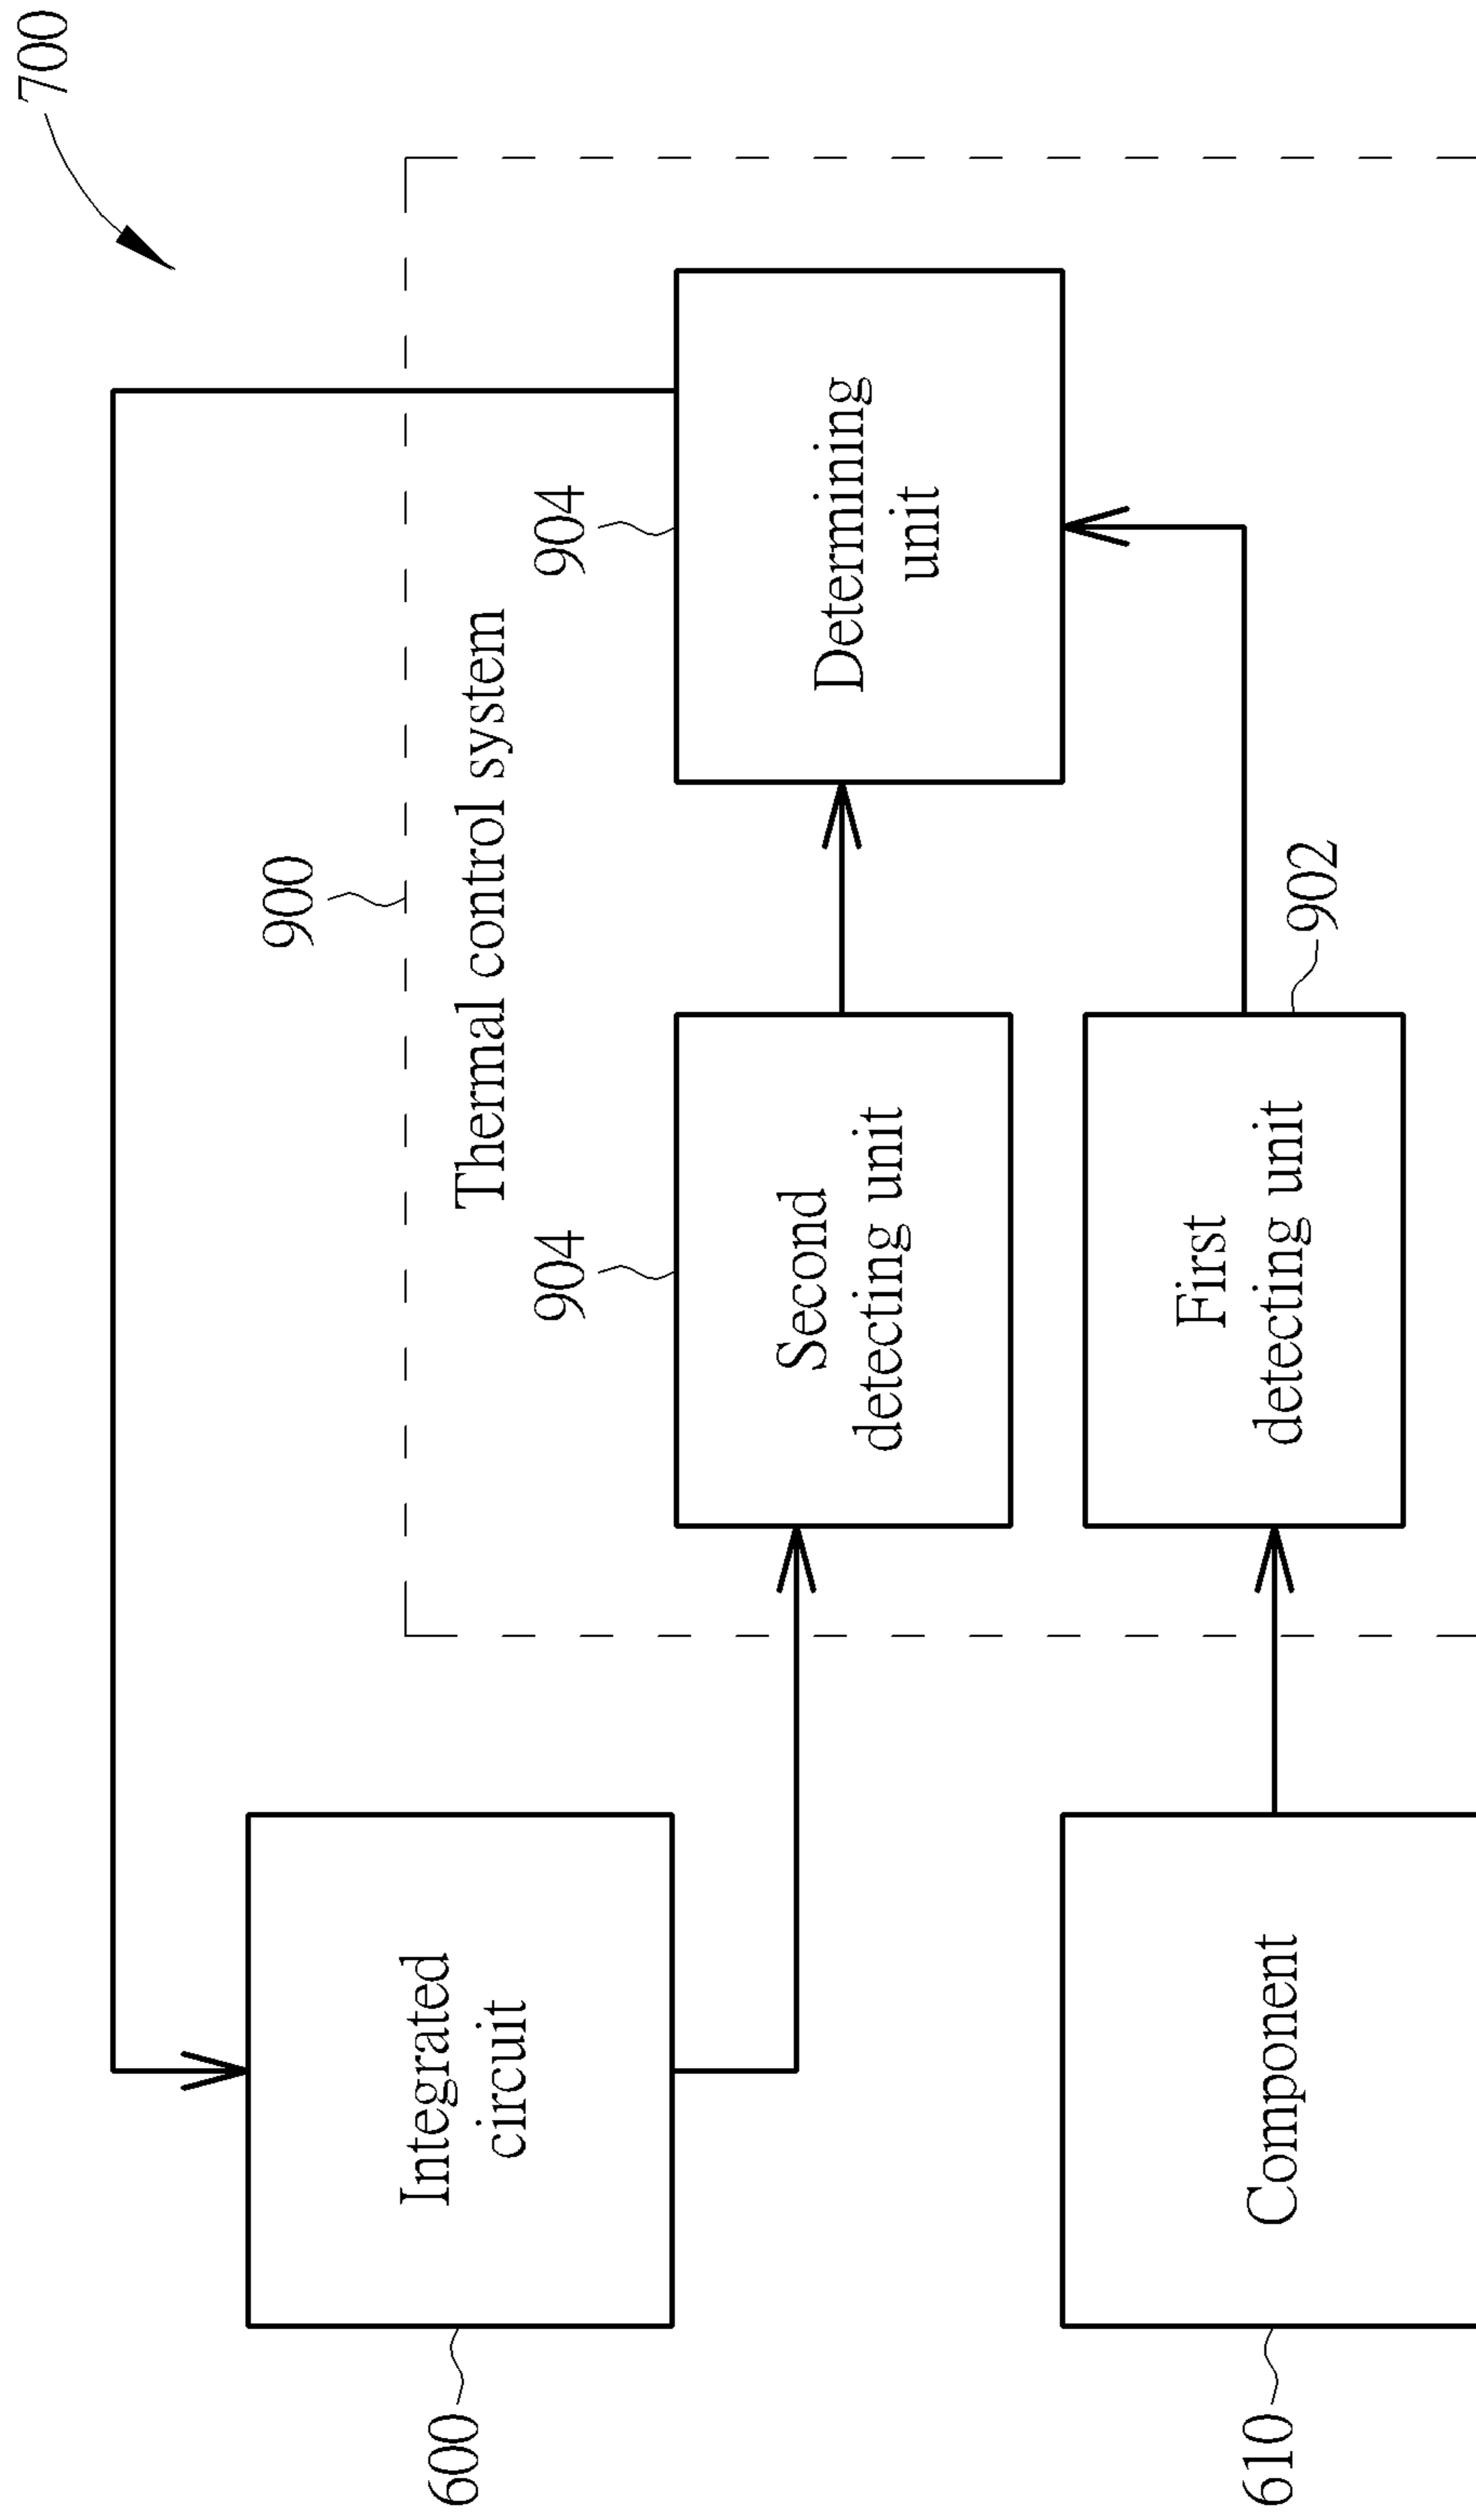 700
900
Thermal control system
600
Integrated
circuit
904
Second
detecting unit
904
Determining
unit
610
Component
First
detecting unit
902